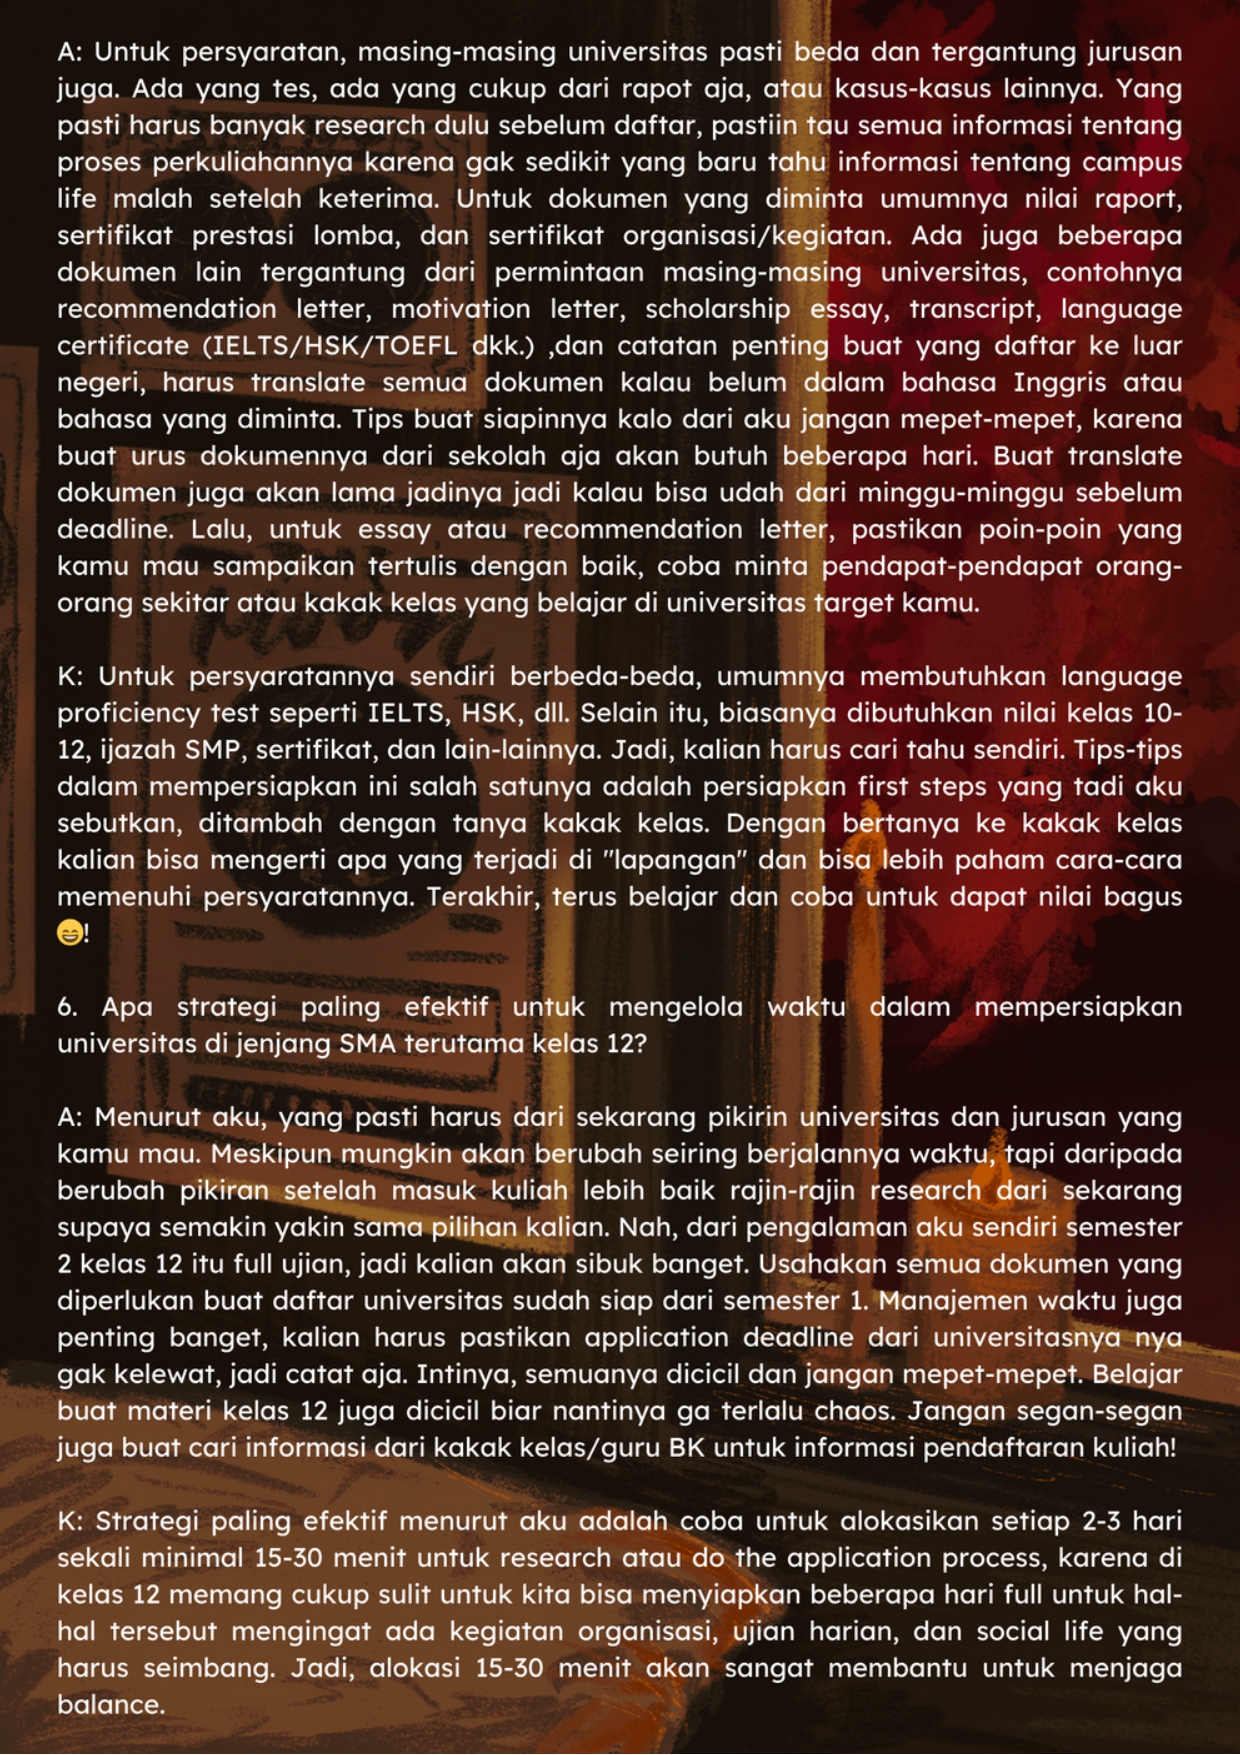 A: Untuk persyaratan, masing-masing universitas pasti beda dan tergantung jurusan
juga. Ada yang tes, ada yang cukup dari rapot aja, atau kasus-kasus lainnya. Yang
pasti harus banyak research dulu sebelum daftar, pastiin tau semua informasi tentang
proses perkuliahannya karena gak sedikit yang baru tahu informasi tentang campus
life malah setelah keterima. Untuk dokumen yang diminta umumnya nilai raport,
sertifikat prestasi lomba, dan sertifikat organisasi/kegiatan. Ada juga beberapa
dokumen lain tergantung dari permintaan masing-masing universitas, contohnya
recommendation letter, motivation letter, scholarship essay, transcript, language
certificate (IELTS/HSK/TOEFL dkk.) ,dan catatan penting buat yang daftar ke luar
negeri, harus translate semua dokumen kalau belum dalam bahasa Inggris atau
bahasa yang diminta. Tips buat siapinnya kalo dari aku jangan mepet-mepet, karena
buat urus dokumennya dari sekolah aja akan butuh beberapa hari. Buat translate
dokumen juga akan lama jadinya jadi kalau bisa udah dari minggu-minggu sebelum
deadline. Lalu, untuk essay atau recommendation letter, pastikan poin-poin yang
kamu mau sampaikan tertulis dengan baik, coba minta pendapat-pendapat orang-
orang sekitar atau kakak kelas yang belajar di universitas target kamu.
K: Untuk persyaratannya sendiri berbeda-beda, umumnya membutuhkan language
proficiency test seperti IELTS, HSK, dll. Selain itu, biasanya dibutuhkan nilai kelas 10-
12, ijazah SMP, sertifikat, dan lain-lainnya. Jadi, kalian harus cari tahu sendiri. Tips-tips
dalam mempersiapkan ini salah satunya adalah persiapkan first steps yang tadi aku
sebutkan, ditambah dengan tanya kakak kelas. Dengan bertanya ke kakak kelas
kalian bisa mengerti apa yang terjadi di "lapangan" dan bisa lebih paham cara-cara
memenuhi persyaratannya. Terakhir, terus belajar dan coba untuk dapat nilai bagus
😄!
6. Apa strategi paling efektif untuk mengelola waktu dalam mempersiapkan
universitas di jenjang SMA terutama kelas 12?
A: Menurut aku, yang pasti harus dari sekarang pikirin universitas dan jurusan yang
kamu mau. Meskipun mungkin akan berubah seiring berjalannya waktu, tapi daripada
berubah pikiran setelah masuk kuliah lebih baik rajin-rajin research dari sekarang
supaya semakin yakin sama pilihan kalian. Nah, dari pengalaman aku sendiri semester
2 kelas 12 itu full ujian, jadi kalian akan sibuk banget. Usahakan semua dokumen yang
diperlukan buat daftar universitas sudah siap dari semester 1. Manajemen waktu juga
penting banget, kalian harus pastikan application deadline dari universitasnya nya
gak kelewat, jadi catat aja. Intinya, semuanya dicicil dan jangan mepet-mepet. Belajar
buat materi kelas 12 juga dicicil biar nantinya ga terlalu chaos. Jangan segan-segan
juga buat cari informasi dari kakak kelas/guru BK untuk informasi pendaftaran kuliah!
K: Strategi paling efektif menurut aku adalah coba untuk alokasikan setiap 2-3 hari
sekali minimal 15-30 menit untuk research atau do the application process, karena di
kelas 12 memang cukup sulit untuk kita bisa menyiapkan beberapa hari full untuk hal-
hal tersebut mengingat ada kegiatan organisasi, ujian harian, dan social life yang
harus seimbang. Jadi, alokasi 15-30 menit akan sangat membantu untuk menjaga
balance.